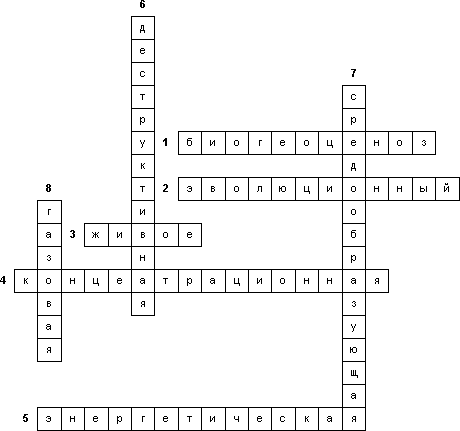 1 биогеоценоз
2 эволюционный
3 живое
4 концеатрационная
5 энергетическая
6 деструктивная
7 средообразующая
8 газовая